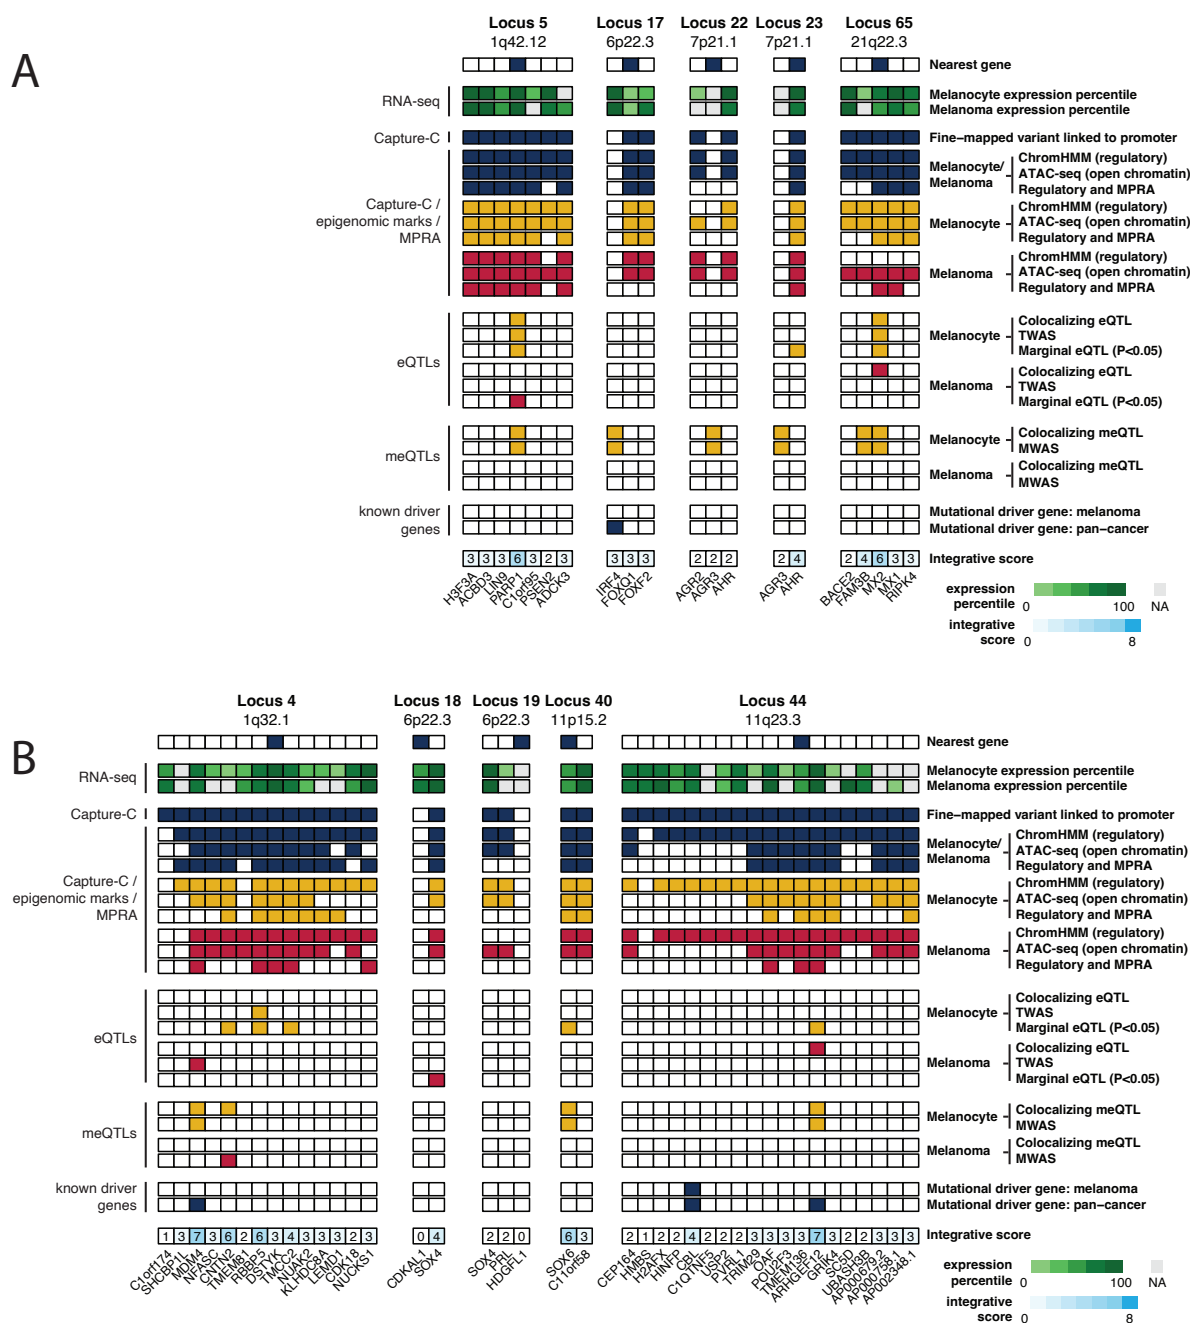 A
Locus 5 Locus 17 Locus 22 Locus 23 Locus 65
1q42.12 6p22.3 7p21.1 7p21.1 21q22.3
Nearest gene
RNA-seq
Melanocyte expression percentile
Melanoma expression percentile
Capture-C
Fine−mapped variant linked to promoter
Capture-C /
epigenomic marks /
MPRA
Melanocyte/
Melanoma
ChromHMM (regulatory)
ATAC-seq (open chromatin)
Regulatory and MPRA
Melanocyte
ChromHMM (regulatory)
ATAC-seq (open chromatin)
Regulatory and MPRA
Melanoma
ChromHMM (regulatory)
ATAC-seq (open chromatin)
Regulatory and MPRA
eQTLs
Melanocyte
Colocalizing eQTL
TWAS
Marginal eQTL (P<0.05)
Melanoma
Colocalizing eQTL
TWAS
Marginal eQTL (P<0.05)
meQTLs
Melanocyte
Colocalizing meQTL
MWAS
Melanoma
Colocalizing meQTL
MWAS
known driver
genes
Mutational driver gene: melanoma
Mutational driver gene: pan−cancer
3 3 3 6 3 2 3 3 3 3 2 2 2 2 4 2 4 6 3 3
Integrative score
H3F3A ACBD3 LIN9 PARP1 C1orf95 PSEN2 ADCK3 IRF4 FOXQ1 FOXF2 AGR2 AGR3 AHR AGR3 AHR BACE2 FAM3B MX2 MX1 RIPK4
expression
percentile
0 100 NA
integrative
score
0 8
B
Locus 4 Locus 18 Locus 19 Locus 40 Locus 44
1q32.1 6p22.3 6p22.3 11p15.2 11q23.3
Nearest gene
RNA-seq
Melanocyte expression percentile
Melanoma expression percentile
Capture-C
Fine−mapped variant linked to promoter
Capture-C /
epigenomic marks /
MPRA
Melanocyte/
Melanoma
ChromHMM (regulatory)
ATAC-seq (open chromatin)
Regulatory and MPRA
Melanocyte
ChromHMM (regulatory)
ATAC-seq (open chromatin)
Regulatory and MPRA
Melanoma
ChromHMM (regulatory)
ATAC-seq (open chromatin)
Regulatory and MPRA
eQTLs
Melanocyte
Colocalizing eQTL
TWAS
Marginal eQTL (P<0.05)
Melanoma
Colocalizing eQTL
TWAS
Marginal eQTL (P<0.05)
meQTLs
Melanocyte
Colocalizing meQTL
MWAS
Melanoma
Colocalizing meQTL
MWAS
known driver
genes
Mutational driver gene: melanoma
Mutational driver gene: pan−cancer
1 3 7 3 6 2 6 3 4 3 3 3 2 3 0 4 2 2 0 6 3 2 1 2 2 4 2 2 2 3 3 3 3 7 3 2 2 3 3 3
Integrative score
C1orf174 SHCBP1L MDM4 NFASC CNTN2 TMEM81 RBBP5 DSTYK TMCC2 NUAK2 KLHDC8A LEMD1 CDK18 NUCKS1 CDKAL1 SOX4 SOX4 PRL HDGFL1 SOX6 C11orf58 CEP164 HMBS H2AFX HINFP CBL C1QTNF5 USP2 PVRL1 TRIM29 OAF POU2F3 TMEM136 ARHGEF12 GRIK4 SC5D UBASH3B AP000679.2 AP000758.1 AP002348.1
expression
percentile
0 100 NA
integrative
score
0 8